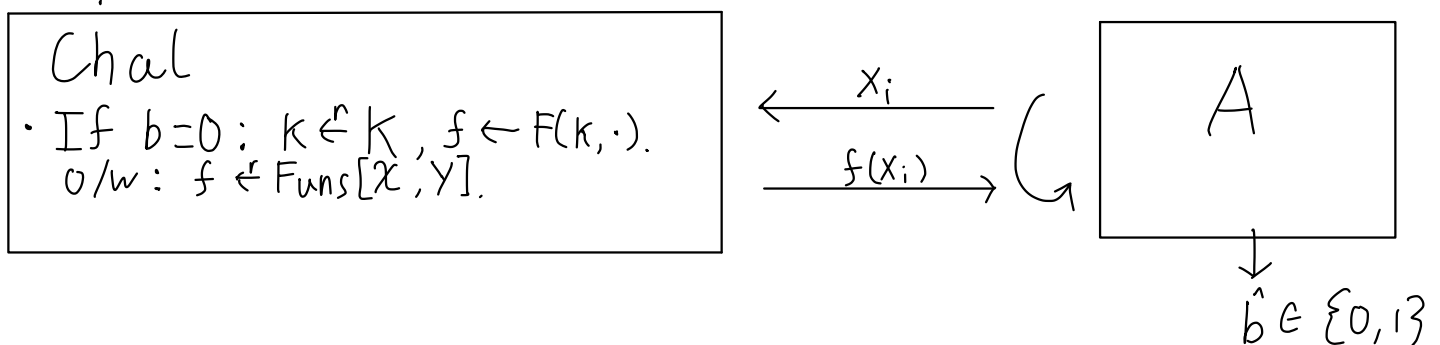 Chal
· If b=0: k ←ʳ K, f ← F(k,·).
o/w: f ←ʳ Funs[X,Y].
xᵢ
f(xᵢ)
A
b̂ ∈ {0,1}